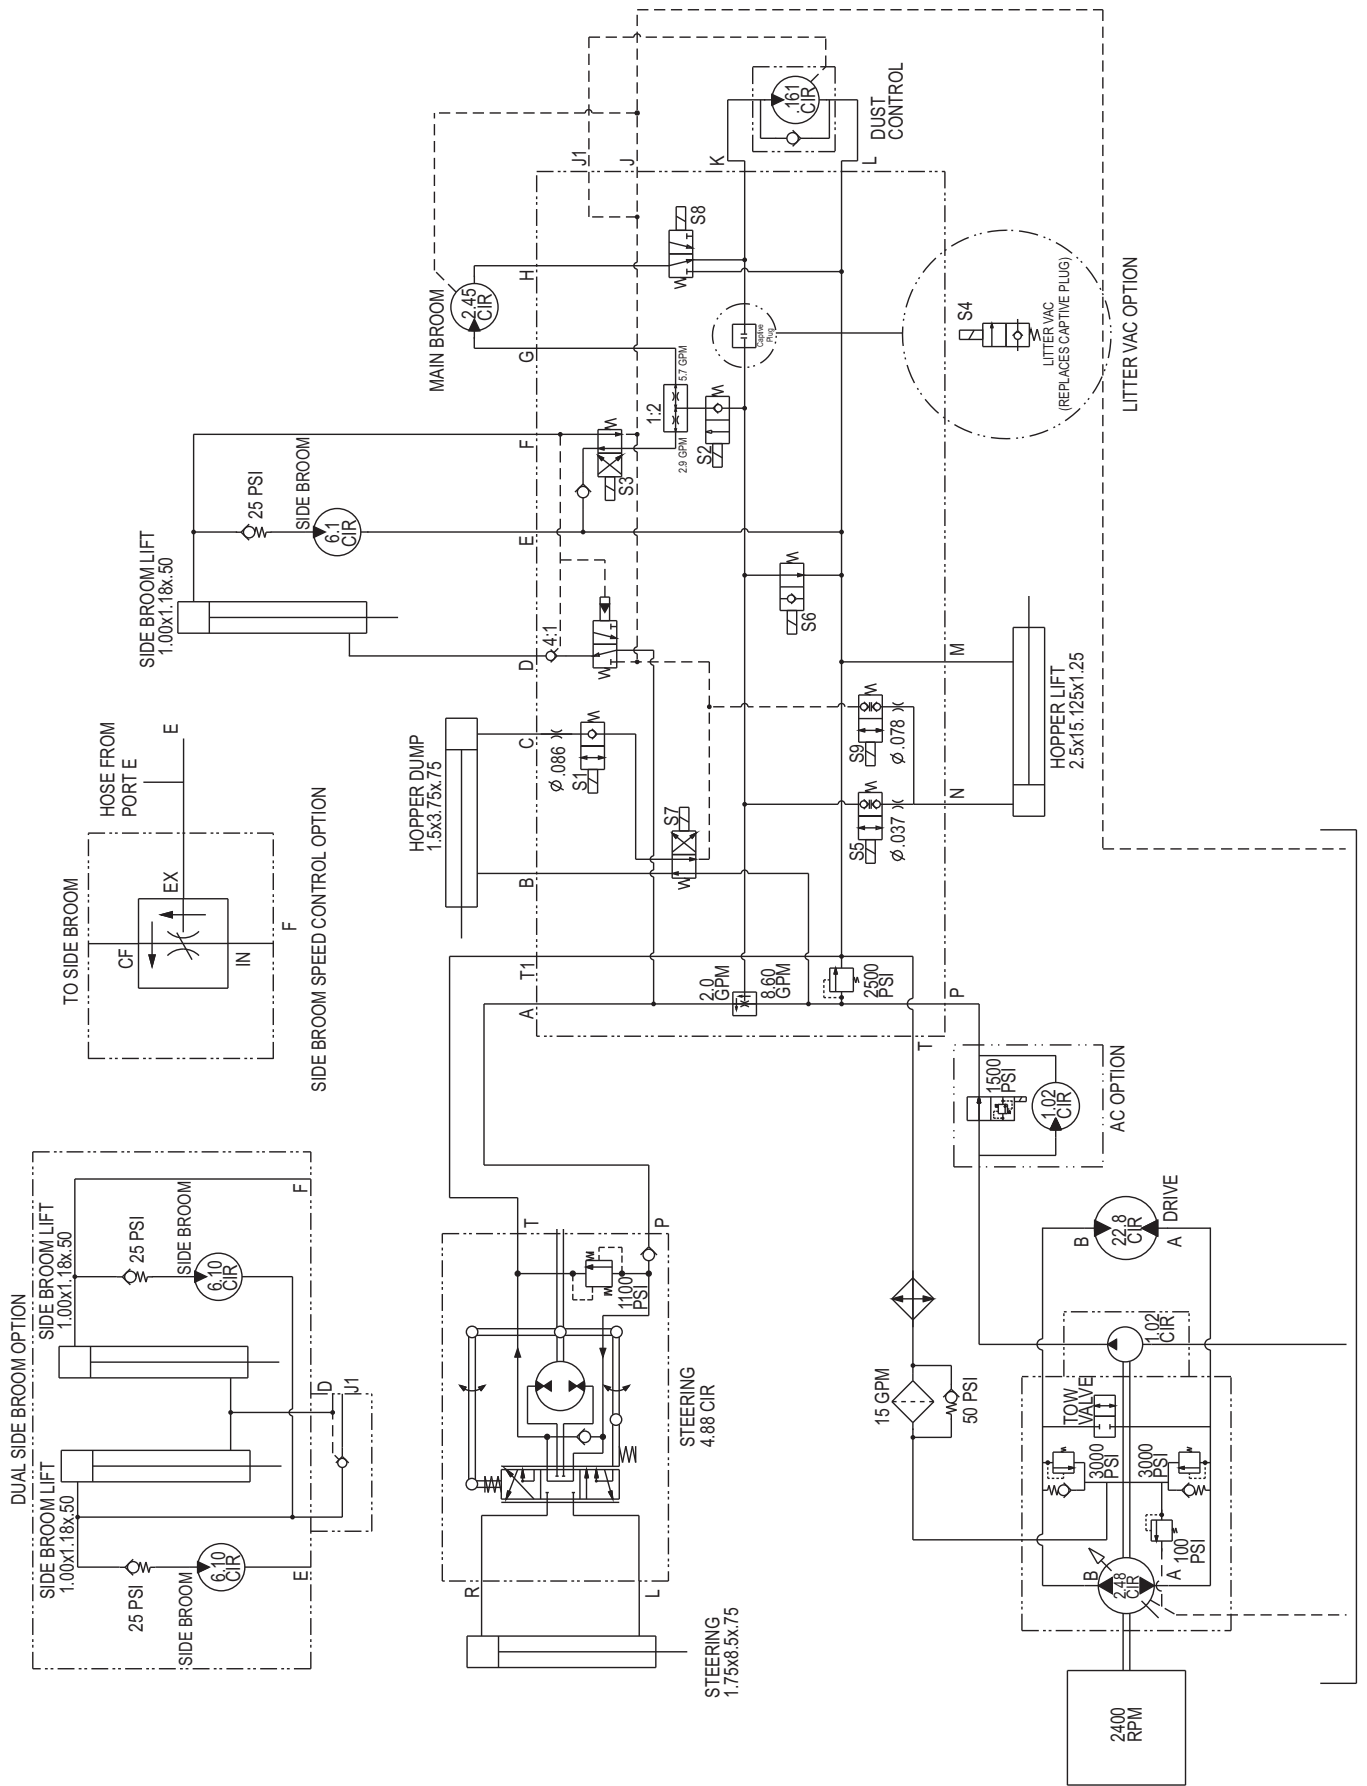 DUAL SIDE BROOM OPTION
SIDE BROOM LIFT
1.00x1.18x.50
SIDE BROOM LIFT
1.00x1.18x.50
25 PSI
SIDE BROOM
6.10
CIR
25 PSI
SIDE BROOM
6.10
CIR
E
F
D
J1
TO SIDE BROOM
CF
EX
IN
F
HOSE FROM
PORT E
E
SIDE BROOM SPEED CONTROL OPTION
SIDE BROOM LIFT
1.00x1.18x.50
25 PSI
SIDE BROOM
6.1
CIR
MAIN BROOM
2.45
CIR
HOPPER DUMP
1.5x3.75x.75
A
T1
B
C
D
E
F
G
H
J1
J
K
L
Ø.086
S1
4:1
S3
1:2
2.9 GPM
5.7 GPM
S2
S8
S7
Captive
Plug
.161
CIR
DUST
CONTROL
2.0
GPM
8.60
GPM
2500
PSI
S6
S5
Ø.037
S9
Ø.078
T
P
N
M
HOPPER LIFT
2.5x15.125x1.25
S4
LITTER VAC
(REPLACES CAPTIVE PLUG)
LITTER VAC OPTION
STEERING
1.75x8.5x.75
R
L
T
P
1100
PSI
STEERING
4.88 CIR
15 GPM
50 PSI
1500
PSI
1.02
CIR
AC OPTION
2400
RPM
B
2.48
CIR
A
100
PSI
3000
PSI
3000
PSI
TOW
VALVE
1.02
CIR
B
22.8
CIR
A
DRIVE